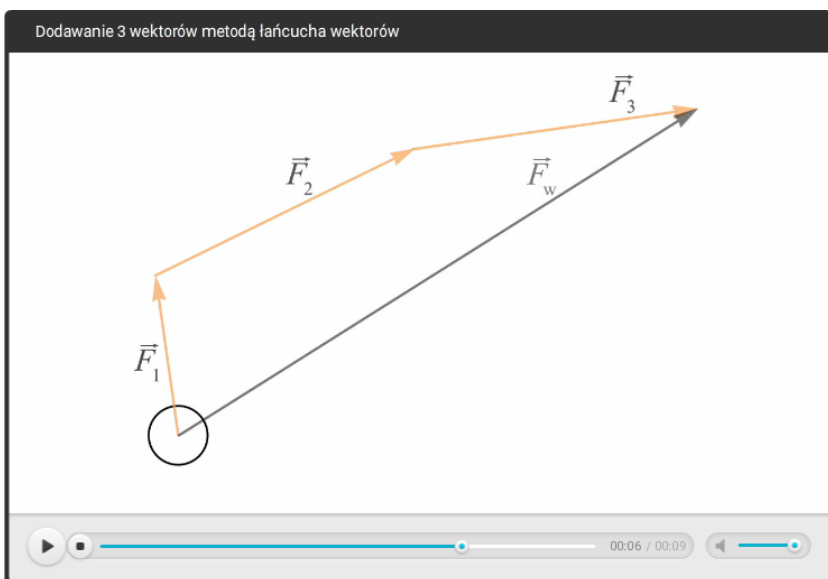 Dodawanie 3 wektorów metodą łańcucha wektorów
F⃗3
F⃗2
F⃗w
F⃗1
00:06 / 00:09